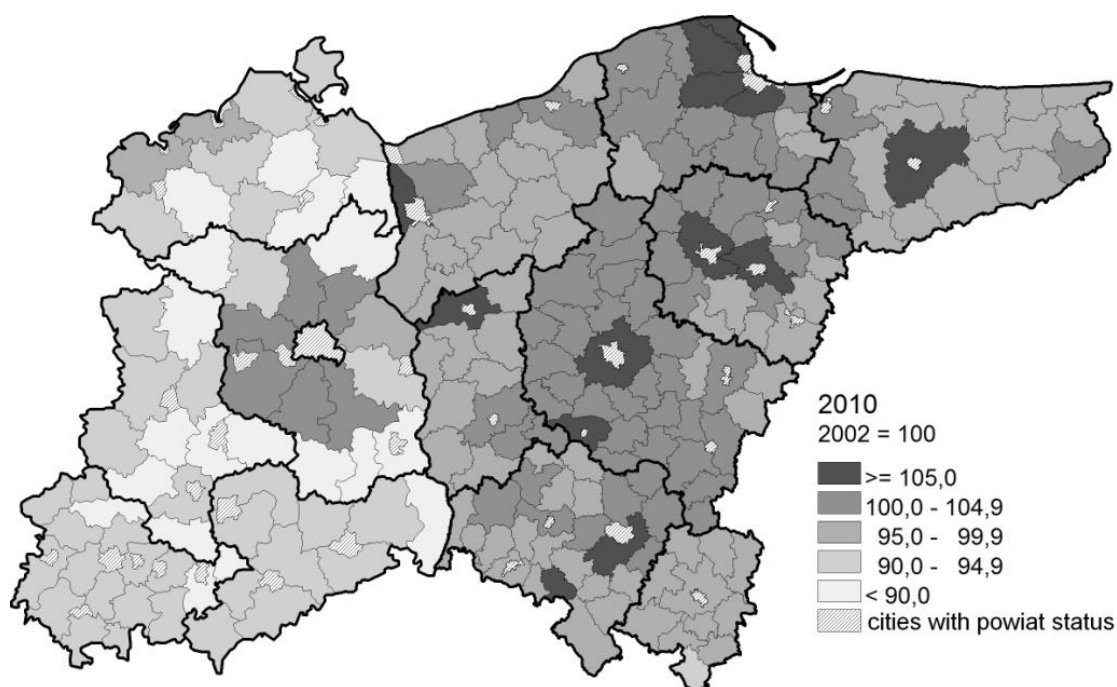 2010
2002 = 100
>= 105,0
100,0 - 104,9
95,0 - 99,9
90,0 - 94,9
< 90,0
cities with powiat status